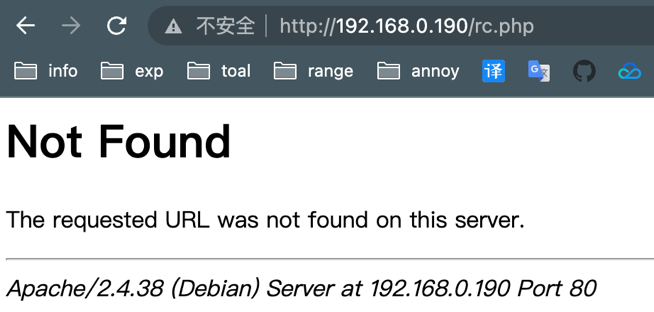 不安全 | http://192.168.0.190/rc.php
info exp toal range annoy 译 G 文
Not Found
The requested URL was not found on this server.
Apache/2.4.38 (Debian) Server at 192.168.0.190 Port 80